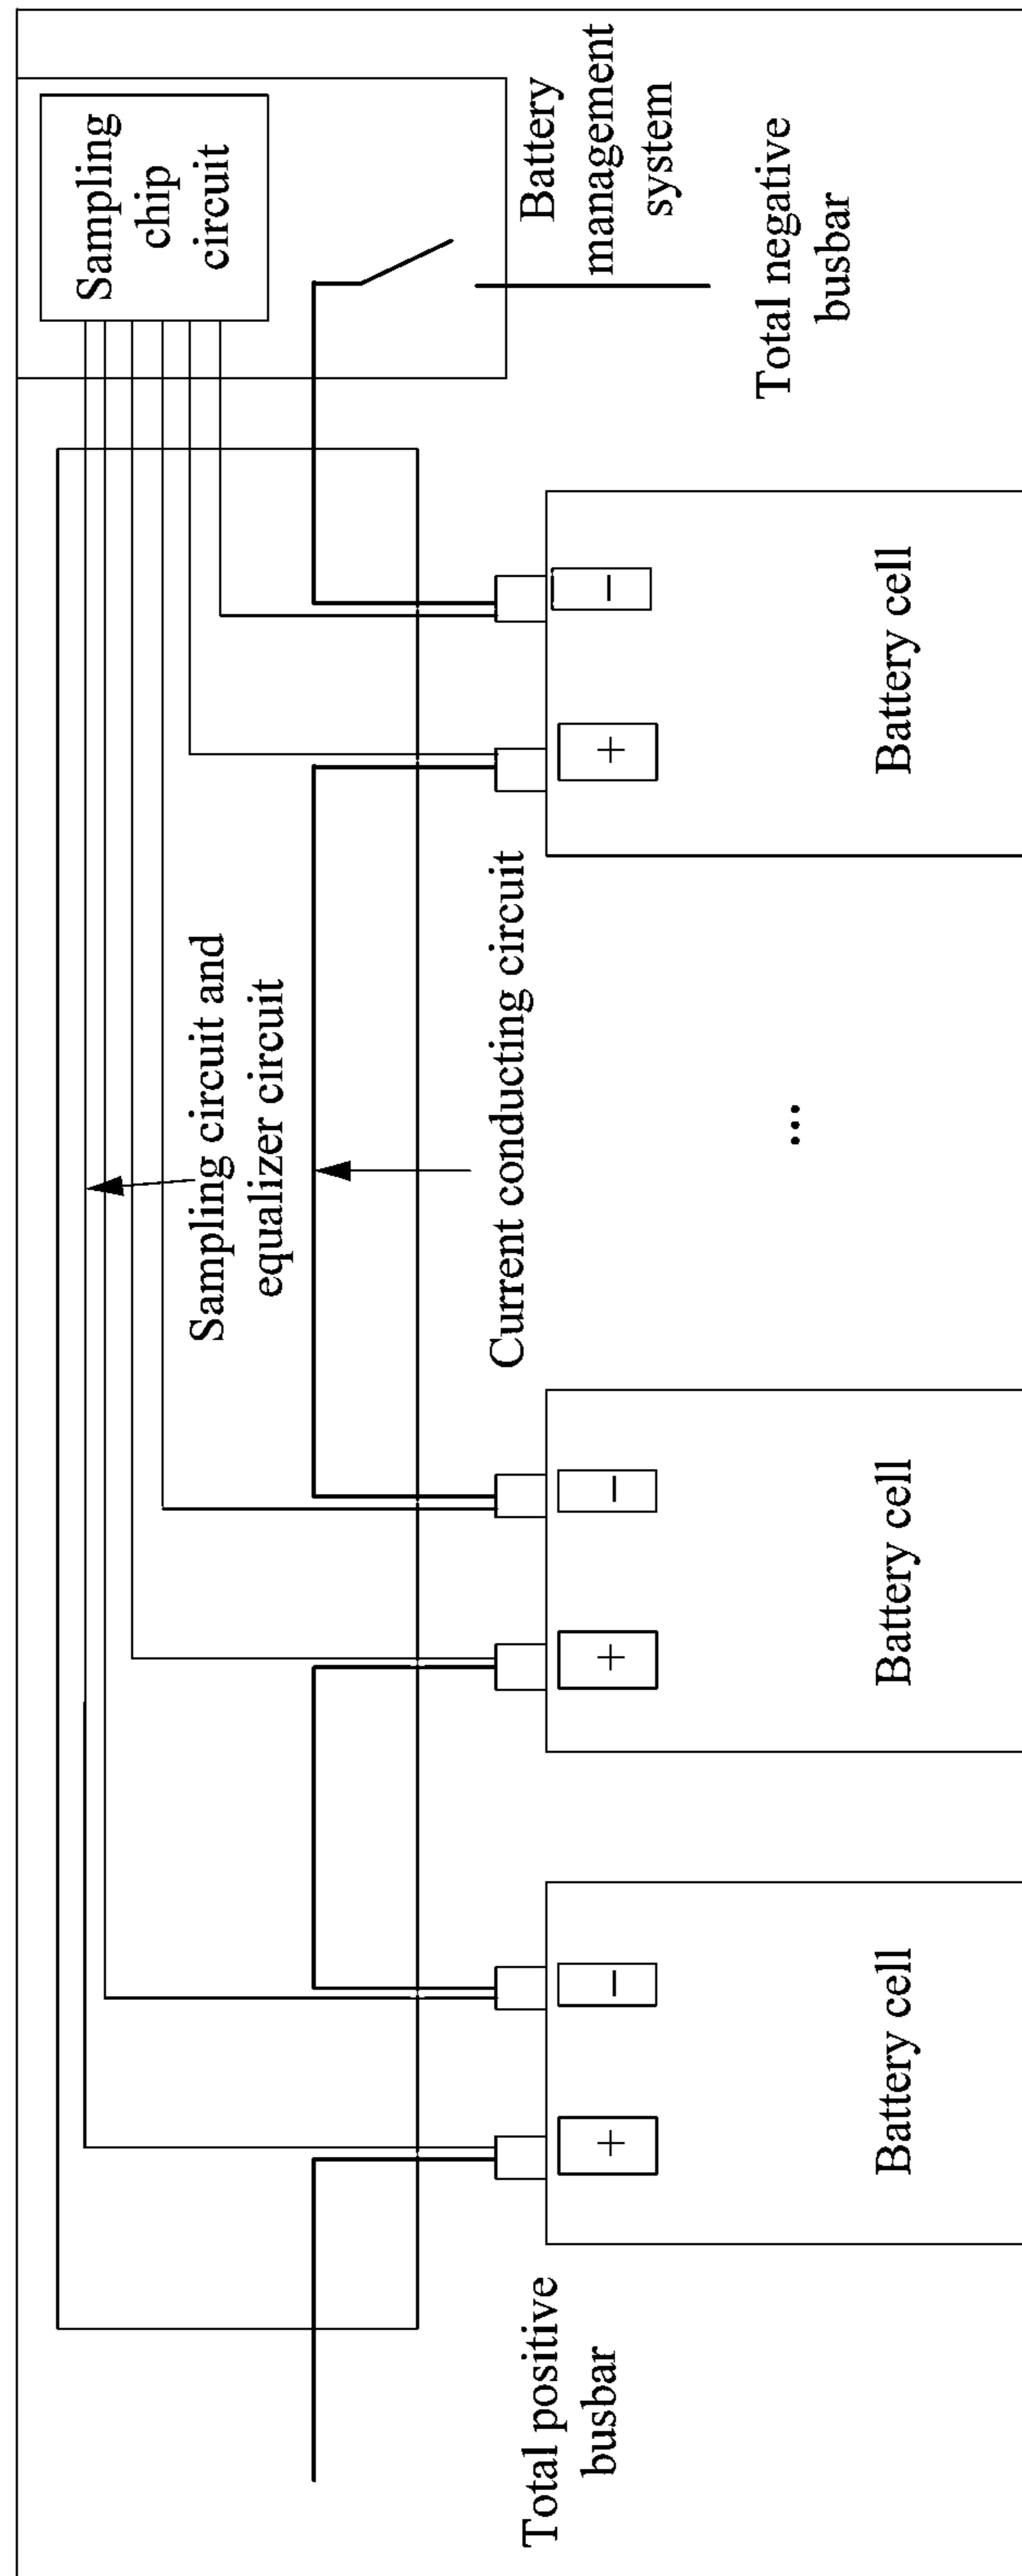 Sampling
chip
circuit
Battery
management
system
Total negative
busbar
Sampling circuit and
equalizer circuit
Current conducting circuit
...
Total positive
busbar
+
−
Battery cell
+
−
Battery cell
+
−
Battery cell